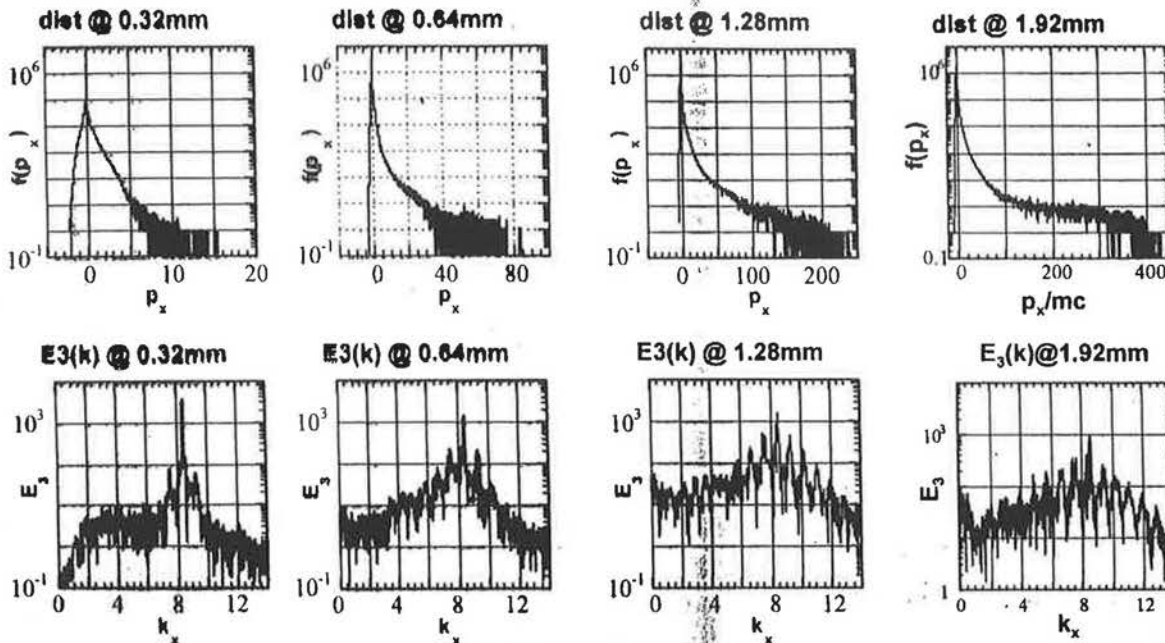 dist @ 0.32mm
dist @ 0.64mm
dist @ 1.28mm
dist @ 1.92mm
f(p_x)
10^6
10^-1
0 10 20
p_x
f(p_x)
10^6
10^-1
0 40 80
p_x
f(p_x)
10^6
10^-1
0 100 200
p_x
f(p_x)
10^6
0.1
0 200 400
p_x/mc
E3(k) @ 0.32mm
E3(k) @ 0.64mm
E3(k) @ 1.28mm
E_3(k)@1.92mm
E_3
10^3
10^-1
0 4 8 12
k_x
E_3
10^3
10^-1
0 4 8 12
k_x
E_3
10^3
10^-1
0 4 8 12
k_x
E_3
10^3
1
0 4 8 12
k_x